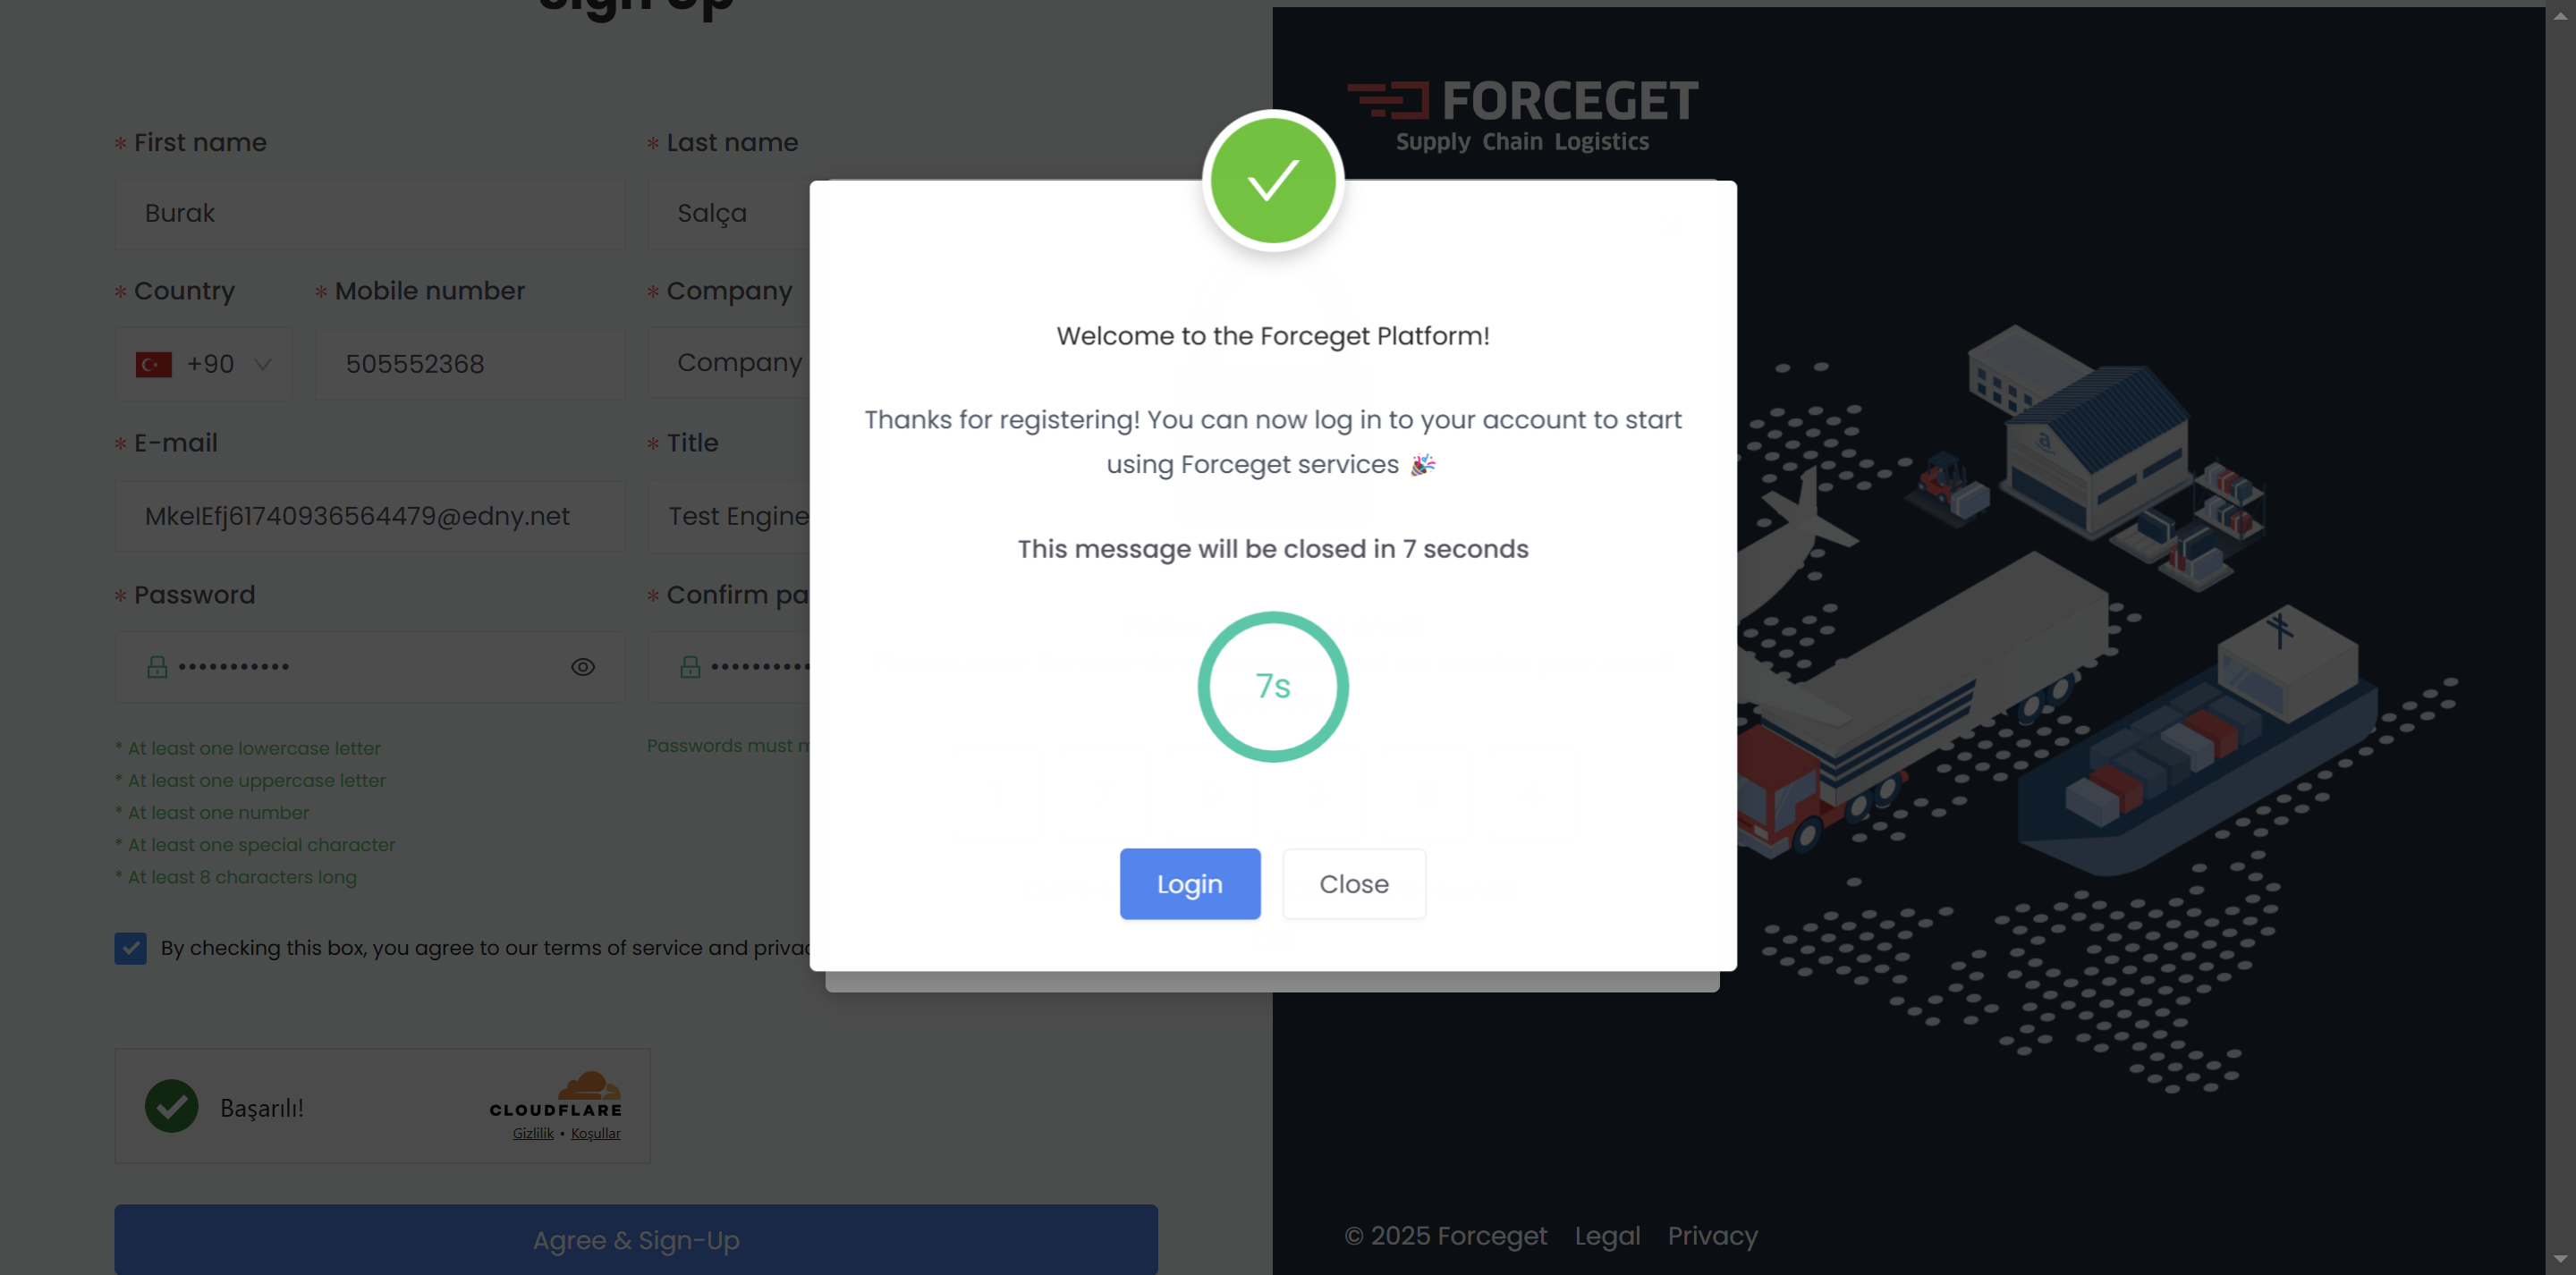 Sign Up
* First name
* Last name
Burak
Salça
* Country
* Mobile number
* Company
+90
505552368
Company
* E-mail
* Title
MkeIEfj61740936564479@edny.net
Test Engine
* Password
* Confirm pa
•••••••••••
••••••••••
* At least one lowercase letter
* At least one uppercase letter
* At least one number
* At least one special character
* At least 8 characters long
Passwords must m
By checking this box, you agree to our terms of service and privac
Başarılı!
CLOUDFLARE
Gizlilik • Koşullar
Agree & Sign-Up
Welcome to the Forceget Platform!
Thanks for registering! You can now log in to your account to start
using Forceget services 🎉
This message will be closed in 7 seconds
7s
Login
Close
FORCEGET
Supply Chain Logistics
a
© 2025 Forceget
Legal
Privacy